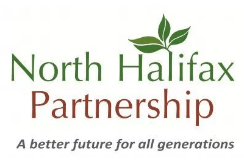 North Halifax
Partnership
A better future for all generations